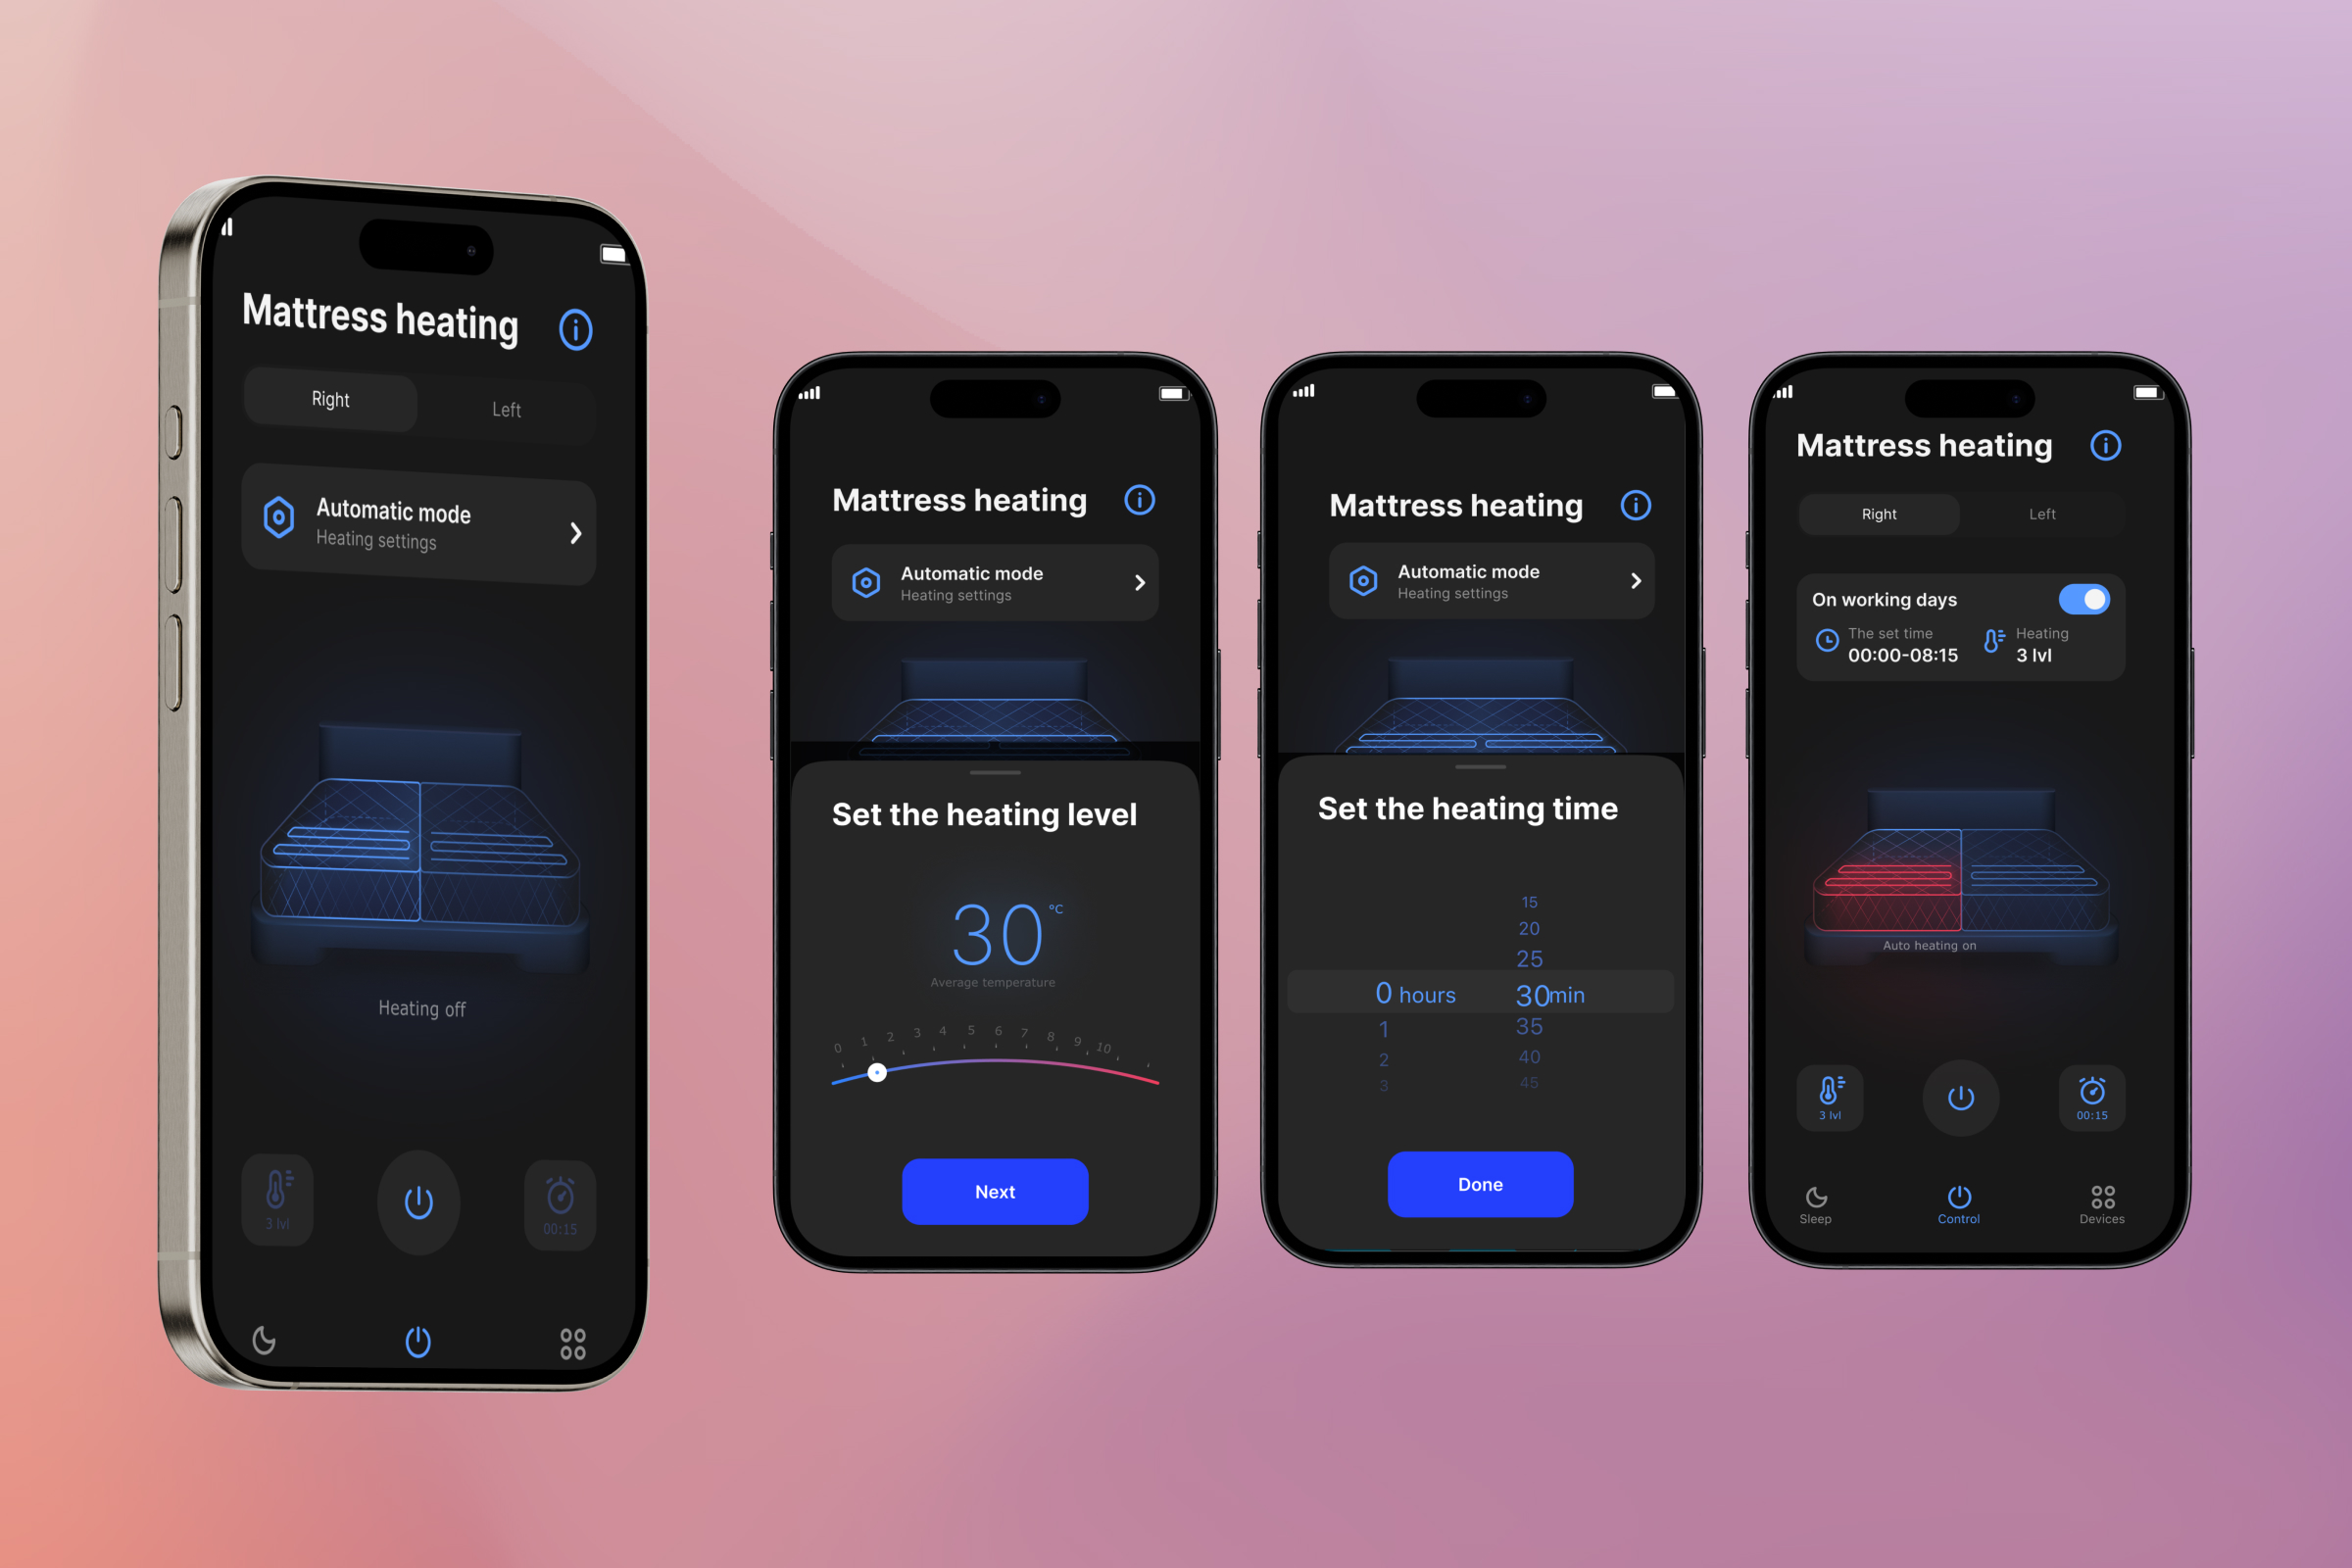 Mattress heating
Right
Left
Automatic mode
Heating settings
Heating off
3 lvl
00:15
Mattress heating
Automatic mode
Heating settings
Set the heating level
30 °C
Average temperature
0 1 2 3 4 5 6 7 8 9 10
Next
Mattress heating
Automatic mode
Heating settings
Set the heating time
15
20
25
0 hours 30min
1 35
2 40
3 45
Done
Mattress heating
Right
Left
On working days
The set time
00:00-08:15
Heating
3 lvl
Auto heating on
3 lvl
00:15
Sleep
Control
Devices